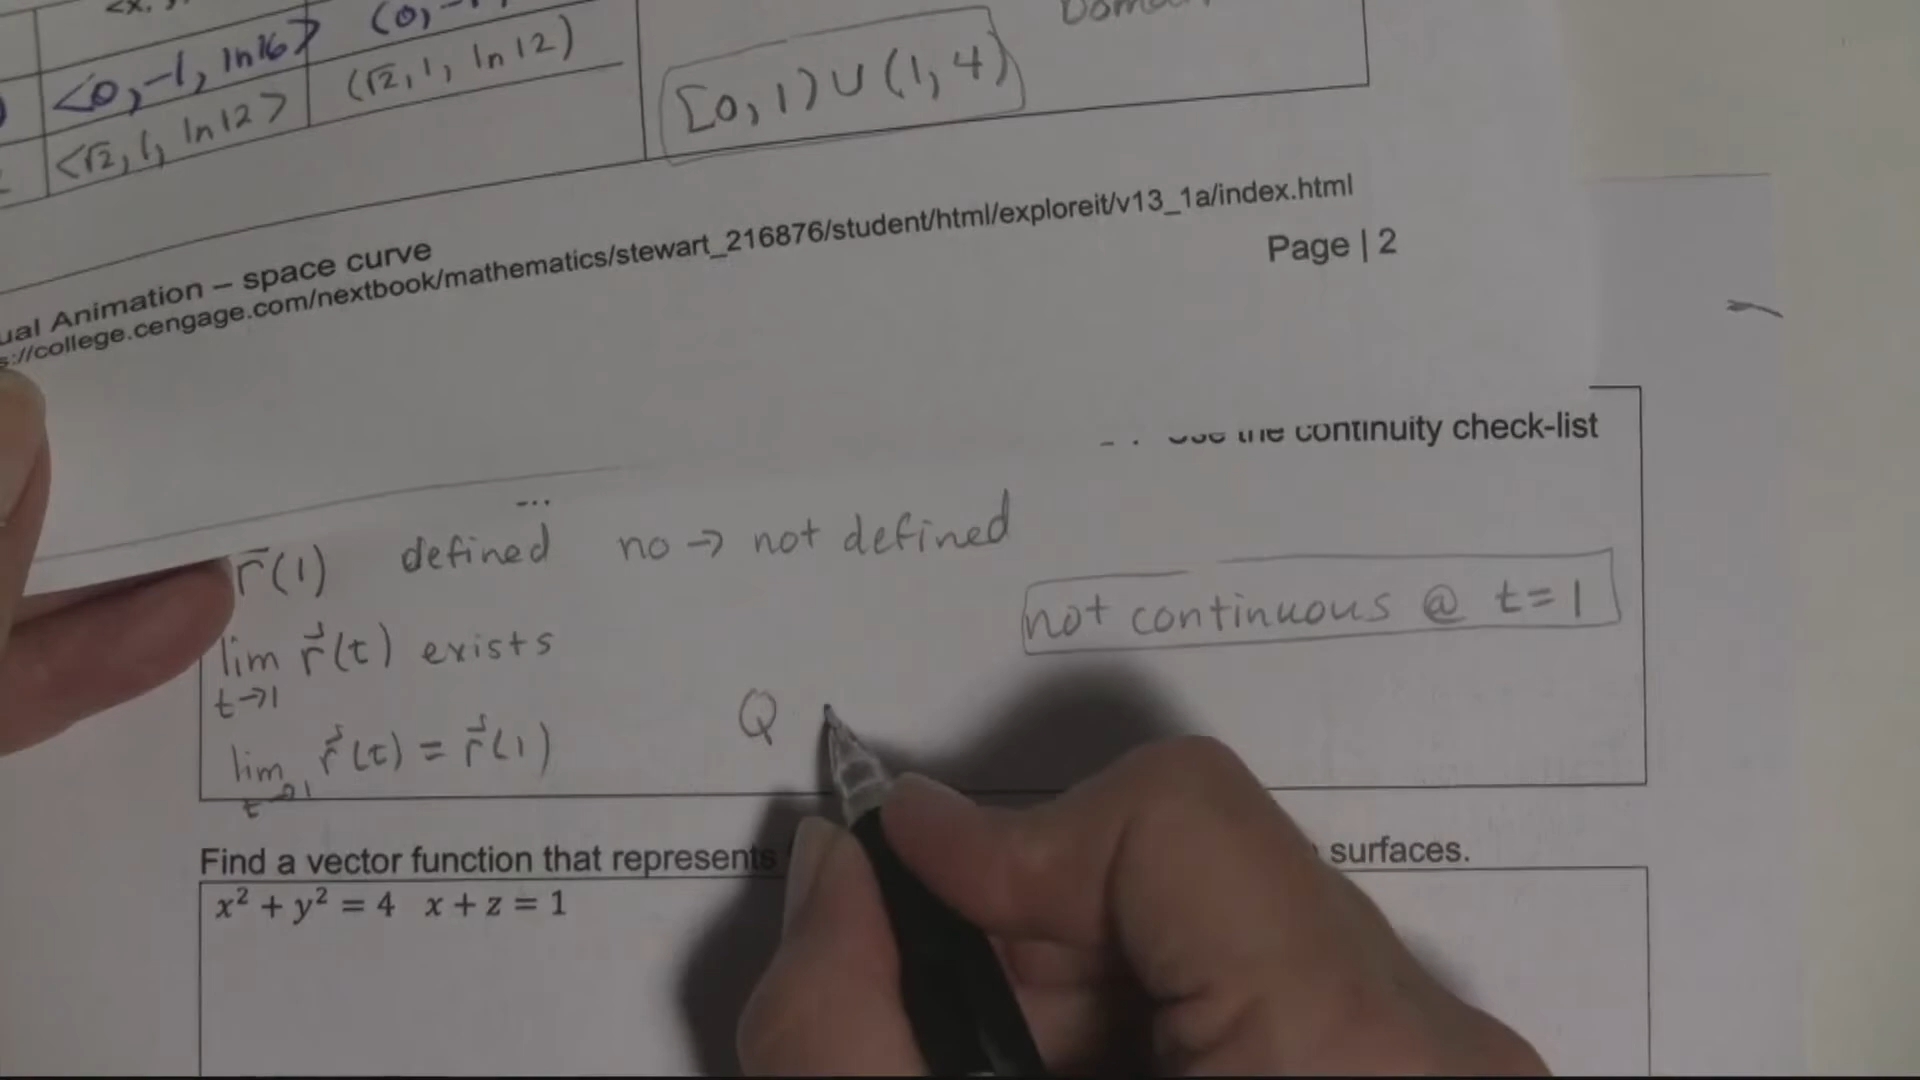 <0, -1, ln16> (0, -1,
<√2, 1, ln12> (√2, 1, ln12)
[0, 1) ∪ (1, 4)
ual Animation – space curve
s://college.cengage.com/nextbook/mathematics/stewart_216876/student/html/exploreit/v13_1a/index.html
Page | 2
Use the continuity check-list
r⃗(1) defined no → not defined
not continuous @ t=1
lim r⃗(t) exists
t→1
Q
lim r⃗(t) = r⃗(1)
t→1
Find a vector function that represents surfaces.
x² + y² = 4 x + z = 1